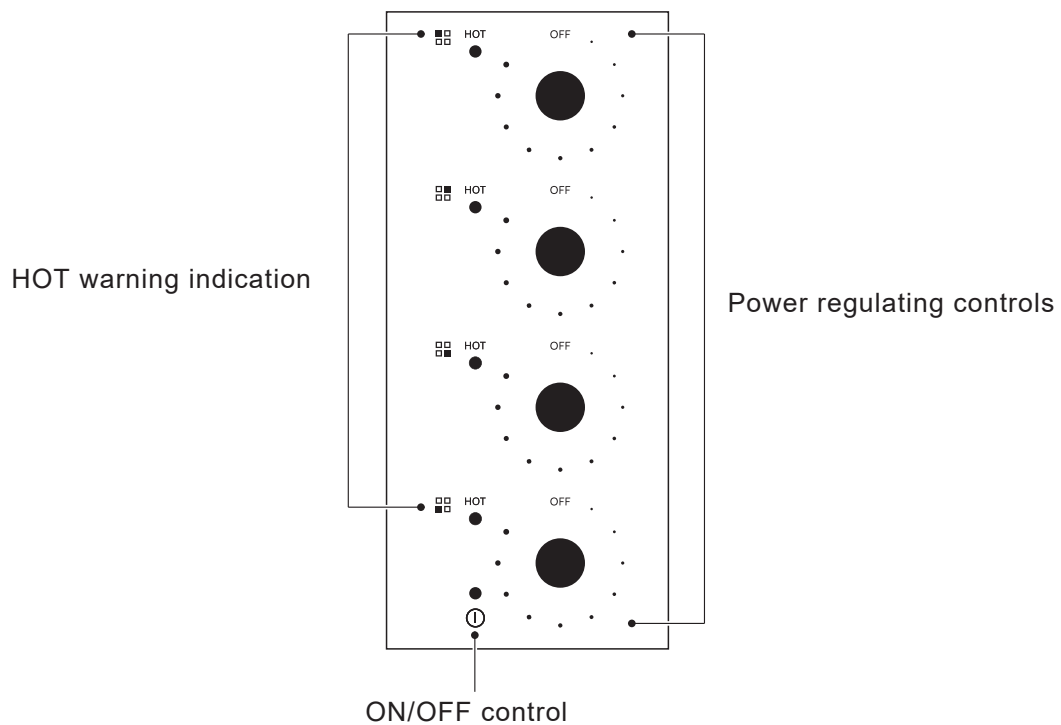 HOT OFF
HOT OFF
HOT warning indication
Power regulating controls
HOT OFF
HOT OFF
ON/OFF control